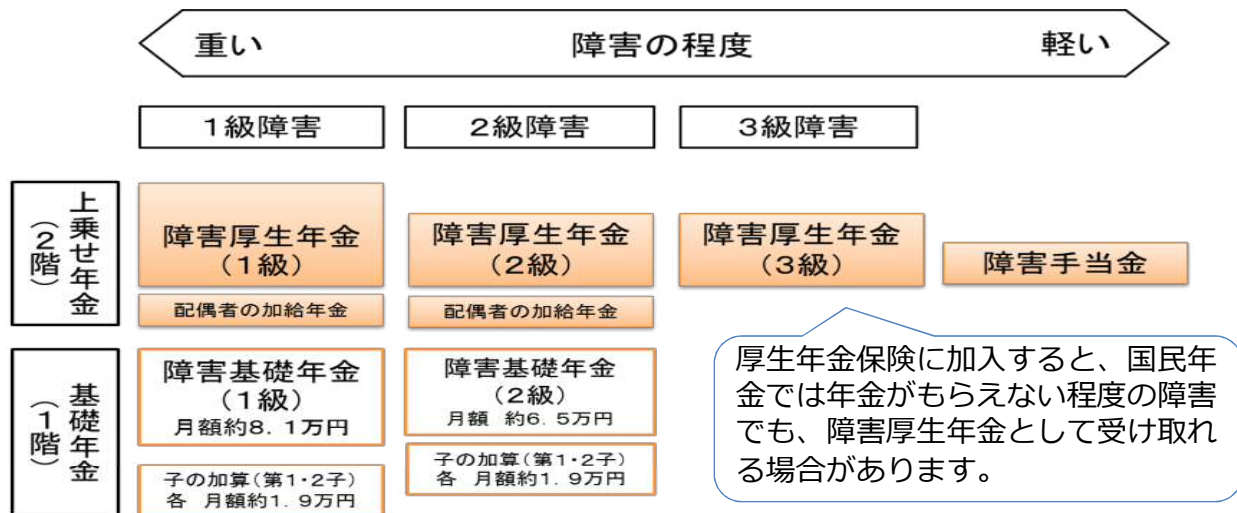 重い 障害の程度 軽い
1級障害 2級障害 3級障害
上乗せ年金
(2階)
障害厚生年金
(1級)
障害厚生年金
(2級)
障害厚生年金
(3級)
障害手当金
配偶者の加給年金
配偶者の加給年金
基礎年金
(1階)
障害基礎年金
(1級)
月額約8.1万円
障害基礎年金
(2級)
月額 約6.5万円
子の加算(第1・2子)
各 月額約1.9万円
子の加算(第1・2子)
各 月額約1.9万円
厚生年金保険に加入すると、国民年
金では年金がもらえない程度の障害
でも、障害厚生年金として受け取れ
る場合があります。